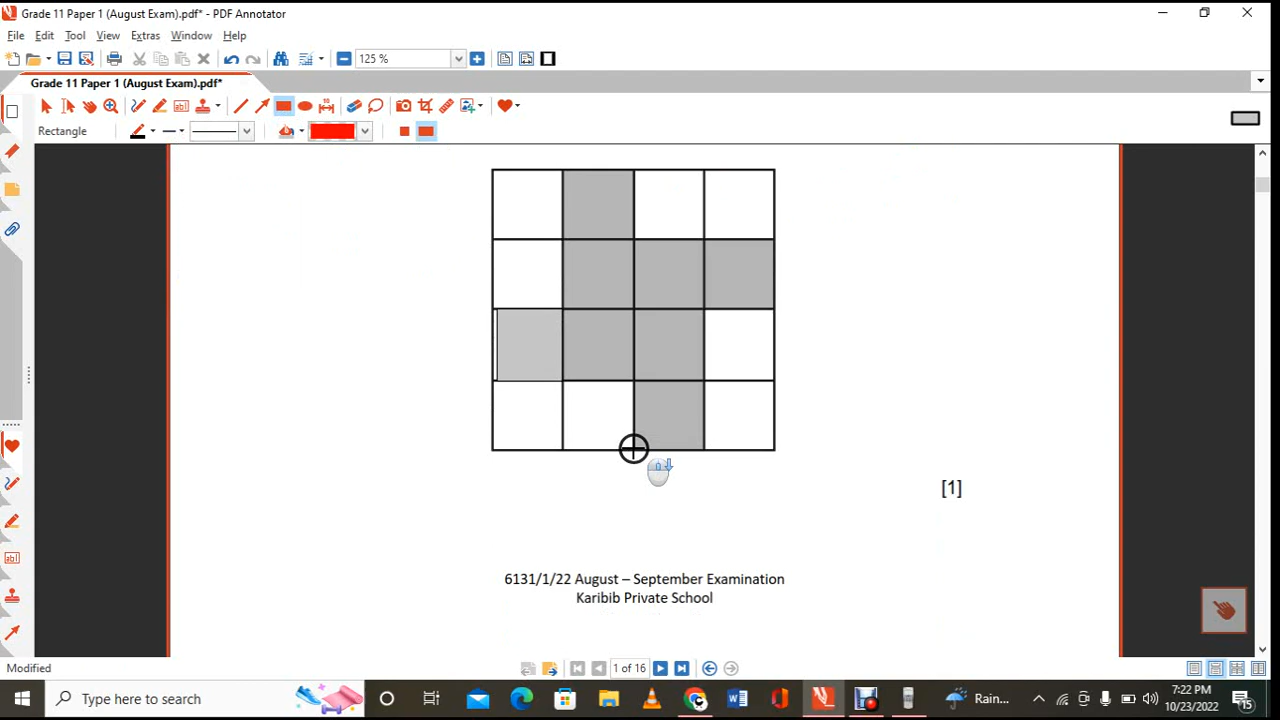 Grade 11 Paper 1 (August Exam).pdf* - PDF Annotator
File Edit Tool View Extras Window Help
125 %
Grade 11 Paper 1 (August Exam).pdf*
Rectangle
[1]
6131/1/22 August – September Examination
Karibib Private School
1 of 16
Modified
Type here to search
Rain...
7:22 PM
10/23/2022
15